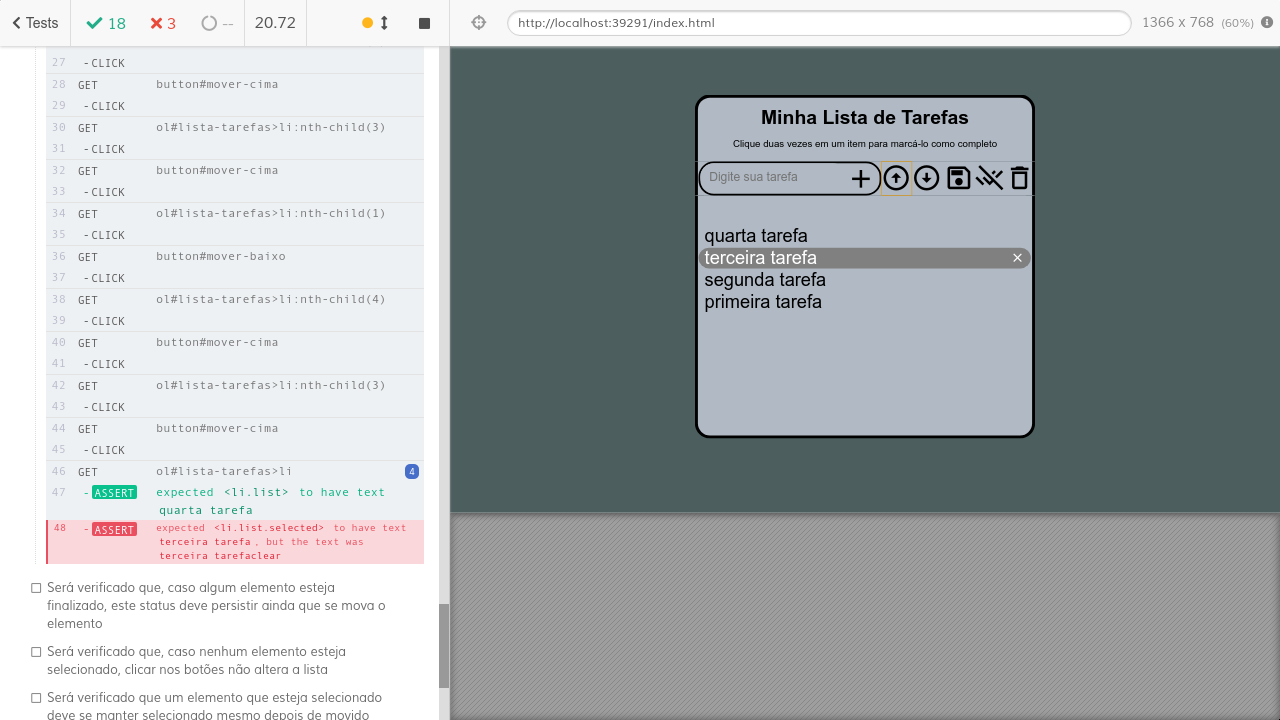 Tests 18 3 -- 20.72
http://localhost:39291/index.html 1366 x 768 (60%)
27 -CLICK
28 GET button#mover-cima
29 -CLICK
30 GET ol#lista-tarefas>li:nth-child(3)
31 -CLICK
32 GET button#mover-cima
33 -CLICK
34 GET ol#lista-tarefas>li:nth-child(1)
35 -CLICK
36 GET button#mover-baixo
37 -CLICK
38 GET ol#lista-tarefas>li:nth-child(4)
39 -CLICK
40 GET button#mover-cima
41 -CLICK
42 GET ol#lista-tarefas>li:nth-child(3)
43 -CLICK
44 GET button#mover-cima
45 -CLICK
46 GET ol#lista-tarefas>li 4
47 -ASSERT expected <li.list> to have text
quarta tarefa
48 -ASSERT expected <li.list.selected> to have text
terceira tarefa , but the text was
terceira tarefaclear
Será verificado que, caso algum elemento esteja
finalizado, este status deve persistir ainda que se mova o
elemento
Será verificado que, caso nenhum elemento esteja
selecionado, clicar nos botões não altera a lista
Será verificado que um elemento que esteja selecionado
deve se manter selecionado mesmo depois de movido
Minha Lista de Tarefas
Clique duas vezes em um item para marcá-lo como completo
Digite sua tarefa
quarta tarefa
terceira tarefa
segunda tarefa
primeira tarefa